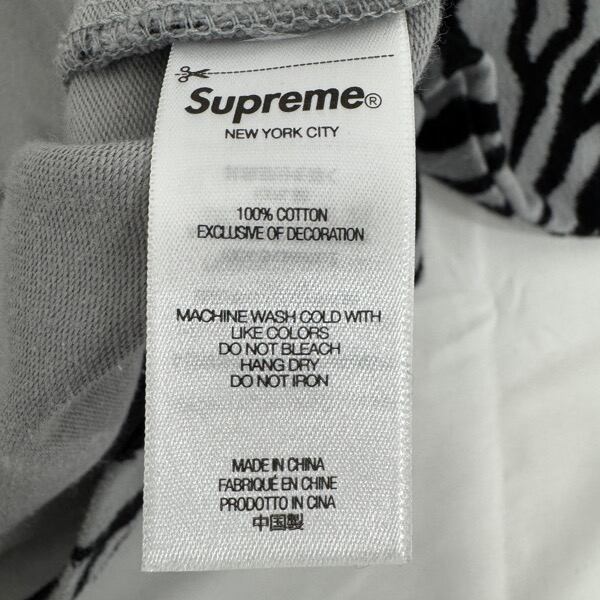 Supreme®
NEW YORK CITY
100% COTTON
EXCLUSIVE OF DECORATION
MACHINE WASH COLD WITH
LIKE COLORS
DO NOT BLEACH
HANG DRY
DO NOT IRON
MADE IN CHINA
FABRIQUÉ EN CHINE
PRODOTTO IN CINA
中国製